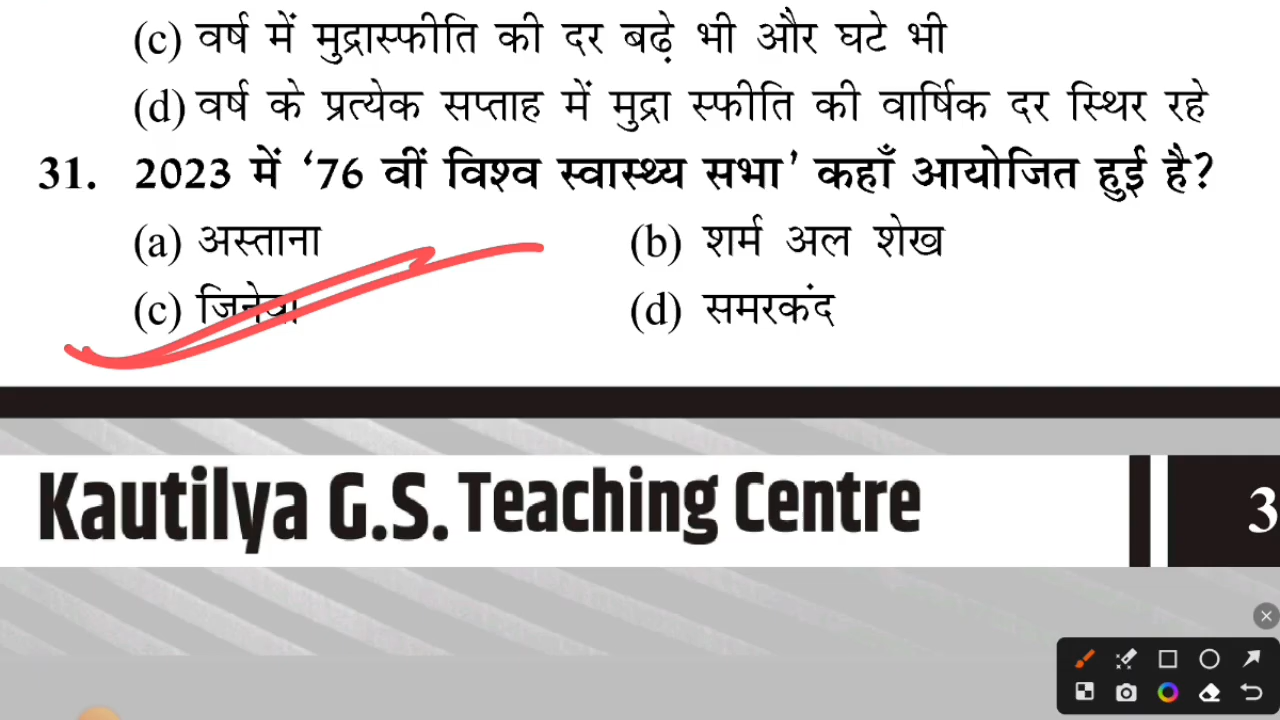 (c) वर्ष में मुद्रास्फीति की दर बढ़े भी और घटे भी
(d) वर्ष के प्रत्येक सप्ताह में मुद्रा स्फीति की वार्षिक दर स्थिर रहे
31. 2023 में ‘76 वीं विश्व स्वास्थ्य सभा’ कहाँ आयोजित हुई है?
(a) अस्ताना (b) शर्म अल शेख
(c) जिनेवा (d) समरकंद
Kautilya G.S. Teaching Centre 3